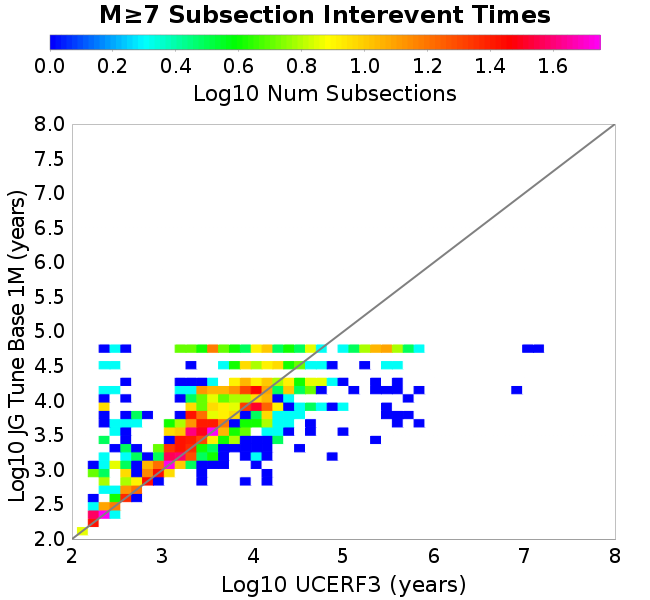 M≥7 Subsection Interevent Times
0.0 0.2 0.4 0.6 0.8 1.0 1.2 1.4 1.6
Log10 Num Subsections
Log10 JG Tune Base 1M (years)
8.0
7.5
7.0
6.5
6.0
5.5
5.0
4.5
4.0
3.5
3.0
2.5
2.0
2 3 4 5 6 7 8
Log10 UCERF3 (years)